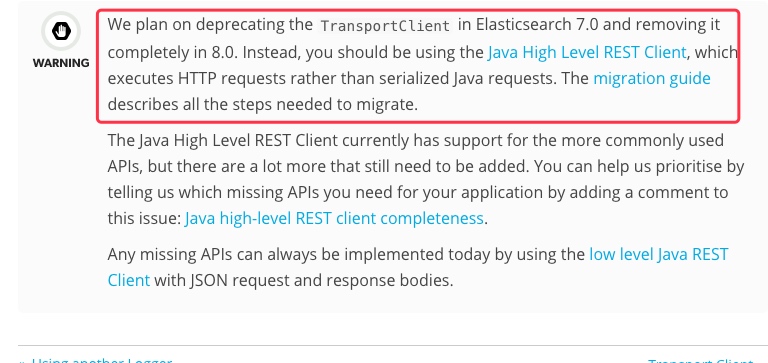 We plan on deprecating the TransportClient in Elasticsearch 7.0 and removing it
completely in 8.0. Instead, you should be using the Java High Level REST Client, which
WARNING
executes HTTP requests rather than serialized Java requests. The migration guide
describes all the steps needed to migrate.
The Java High Level REST Client currently has support for the more commonly used
APIs, but there are a lot more that still need to be added. You can help us prioritise by
telling us which missing APIs you need for your application by adding a comment to
this issue: Java high-level REST client completeness.
Any missing APIs can always be implemented today by using the low level Java REST
Client with JSON request and response bodies.
« Using another Logger
Transport Client